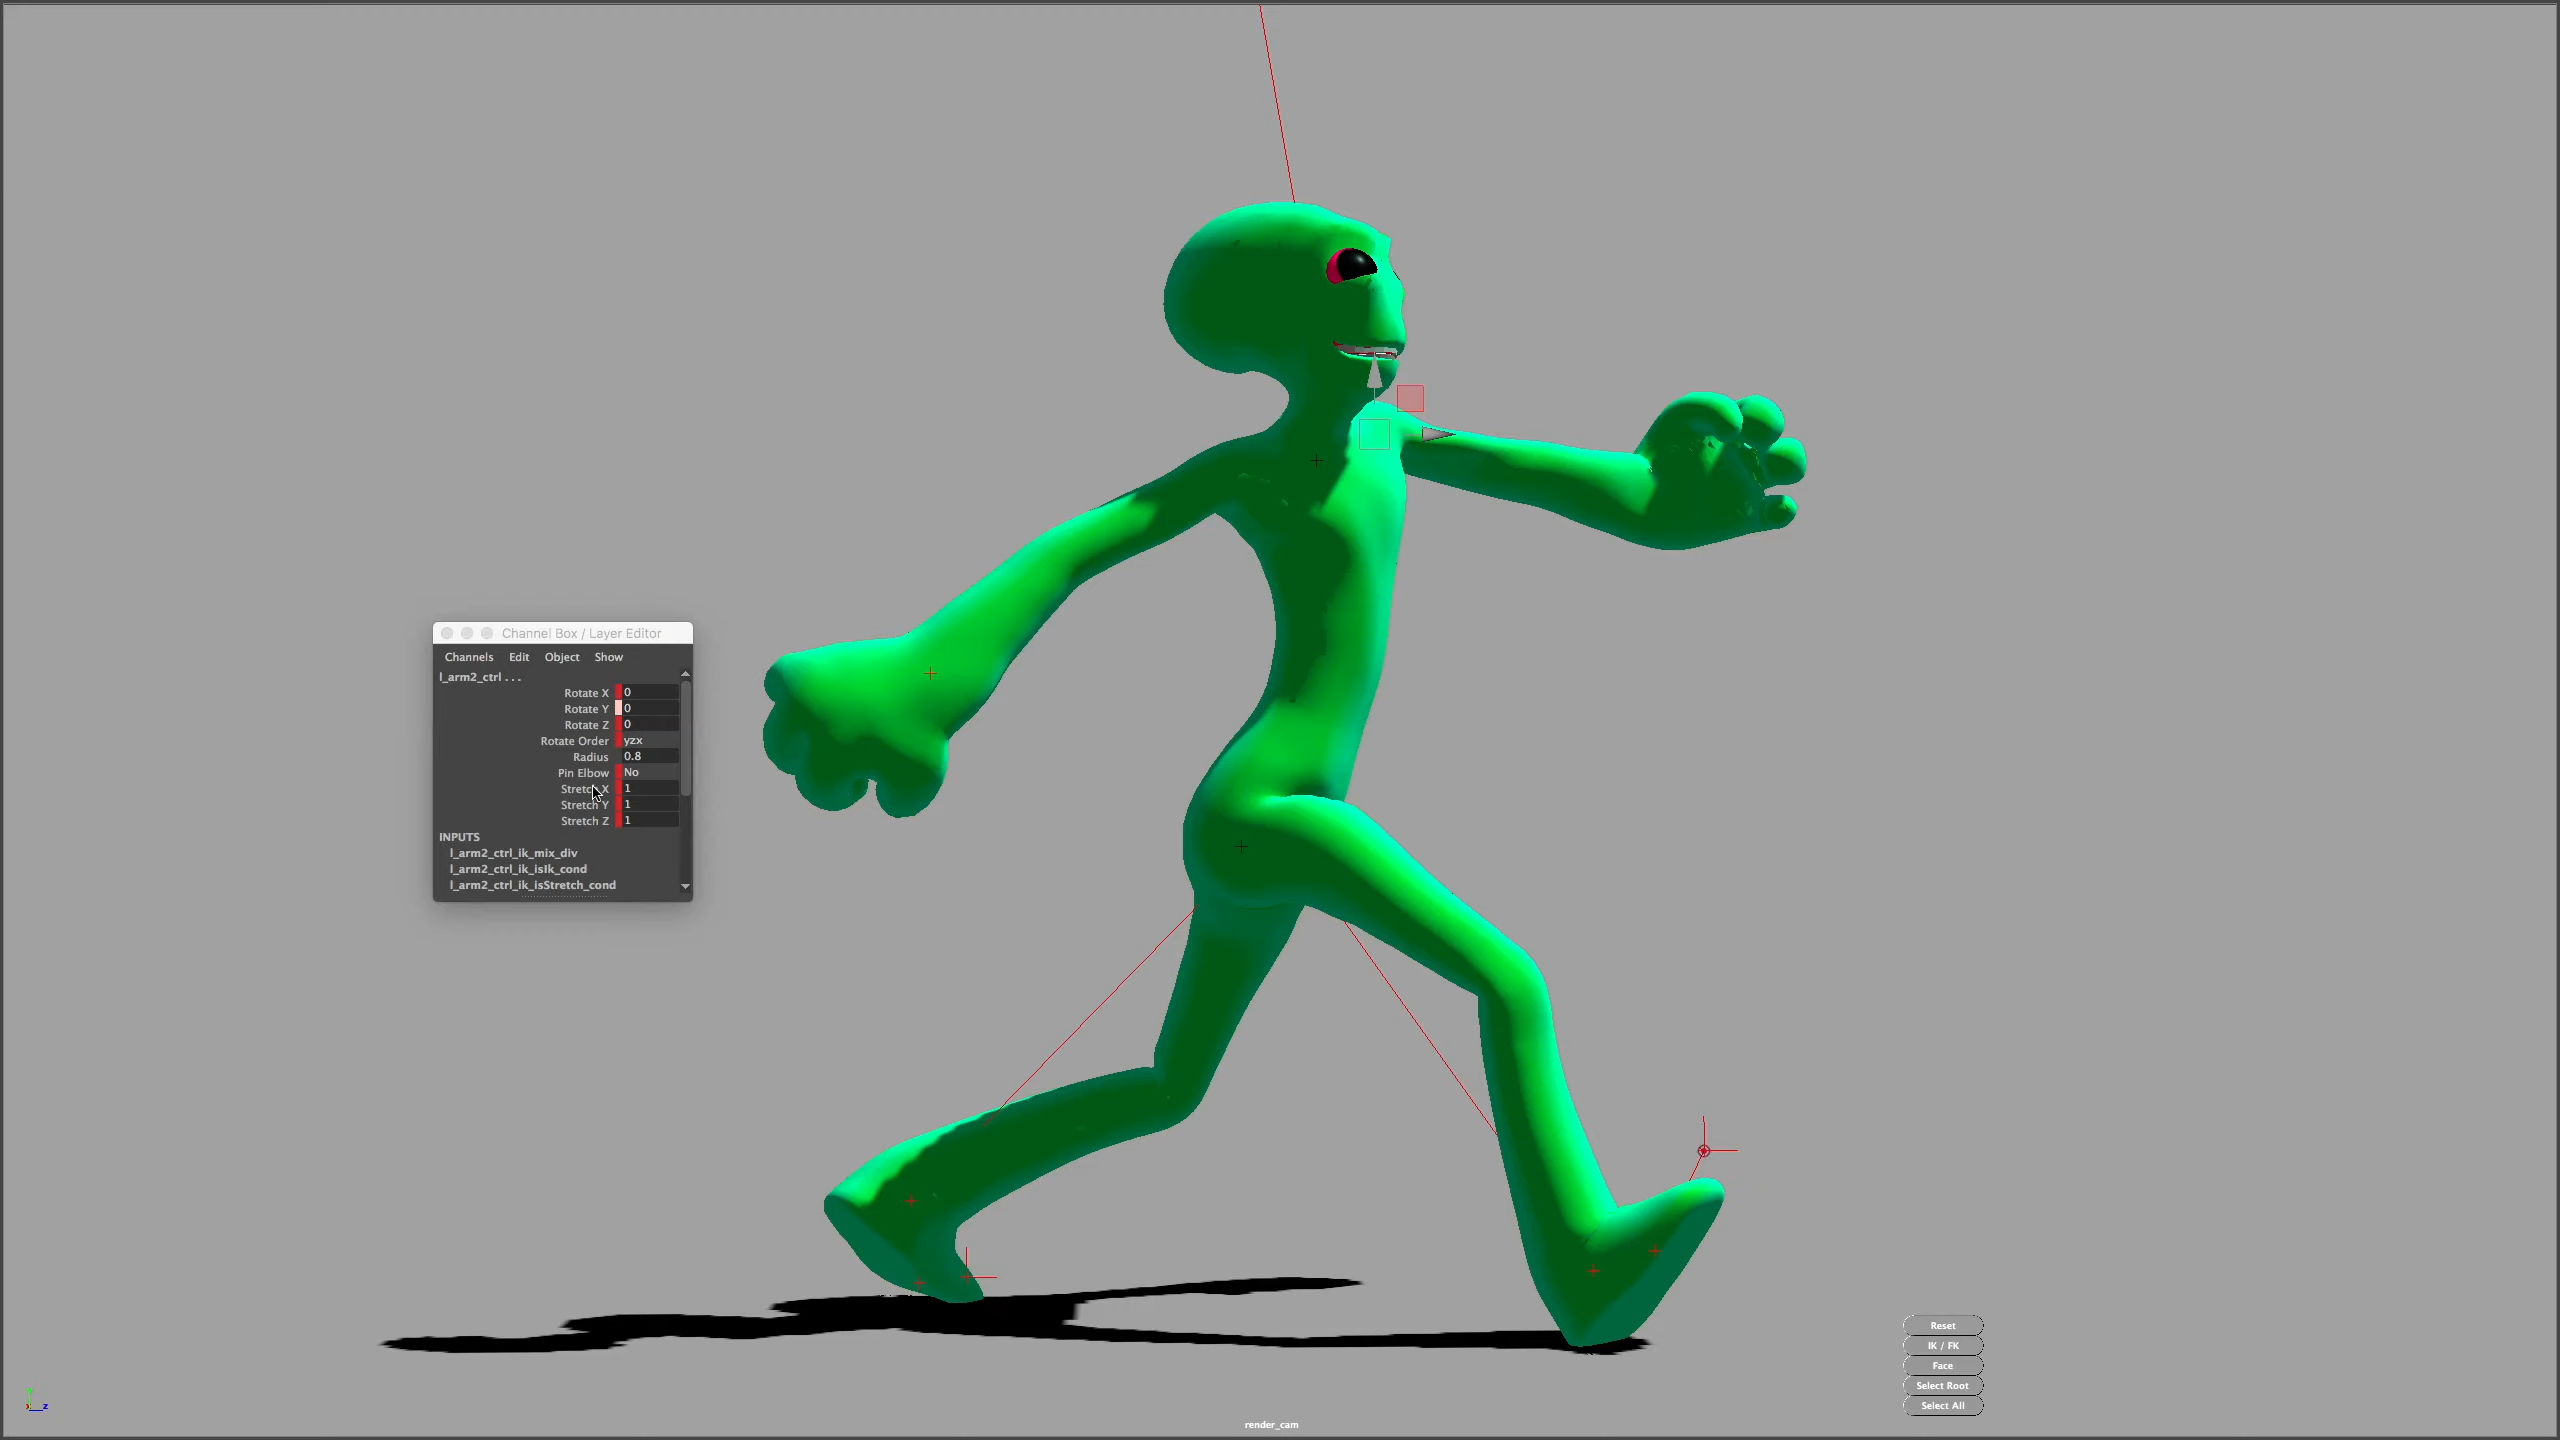 Channel Box / Layer Editor
Channels Edit Object Show
l_arm2_ctrl . . .
Rotate X 0
Rotate Y 0
Rotate Z 0
Rotate Order yzx
Radius 0.8
Pin Elbow No
Stretch X 1
Stretch Y 1
Stretch Z 1
INPUTS
l_arm2_ctrl_ik_mix_div
l_arm2_ctrl_ik_isIk_cond
l_arm2_ctrl_ik_isStretch_cond
Reset
IK / FK
Face
Select Root
Select All
Y
z
render_cam